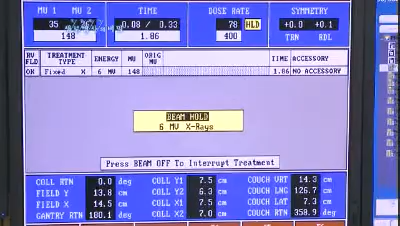 MU 1 MU 2 TIME DOSE RATE SYMMETRY
35 0.08 / 0.33 78 HLD +0.0 +0.1
148 1.86 400 TRN RDL
RV FLD TREATMENT TYPE ENERGY MU ORIG MU TIME ACCESSORY
OK Fixed X 6 MV 148 1.86 NO ACCESSORY
BEAM HOLD
6 MV X-Rays
Press BEAM OFF To Interrupt Treatment
COLL RTN 0.0 deg COLL Y1 7.5 cm COUCH VRT 14.3 cm
FIELD Y 13.8 cm COLL Y2 6.3 cm COUCH LNG 126.7 cm
FIELD X 14.5 cm COLL X1 7.5 cm COUCH LAT 7.3 cm
GANTRY RTN 180.1 deg COLL X2 7.0 cm COUCH RTN 358.9 deg